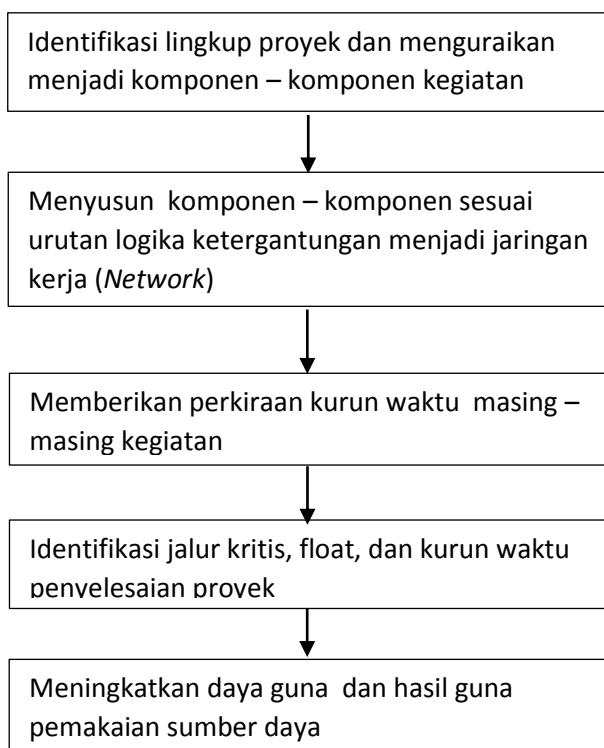 Identifikasi lingkup proyek dan menguraikan
menjadi komponen – komponen kegiatan
Menyusun komponen – komponen sesuai
urutan logika ketergantungan menjadi jaringan
kerja (Network)
Memberikan perkiraan kurun waktu masing –
masing kegiatan
Identifikasi jalur kritis, float, dan kurun waktu
penyelesaian proyek
Meningkatkan daya guna dan hasil guna
pemakaian sumber daya